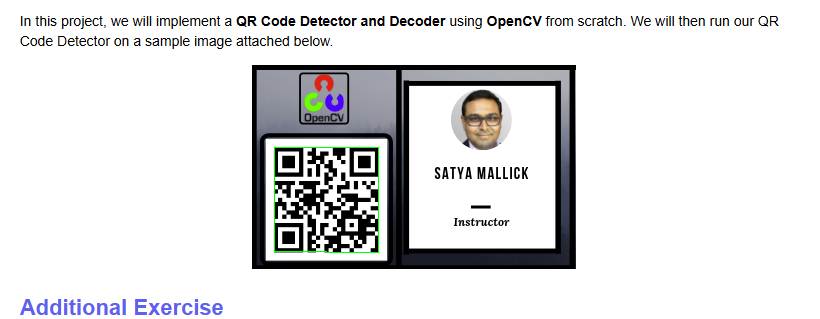 In this project, we will implement a QR Code Detector and Decoder using OpenCV from scratch. We will then run our QR
Code Detector on a sample image attached below.
OpenCV
SATYA MALLICK
Instructor
Additional Exercise